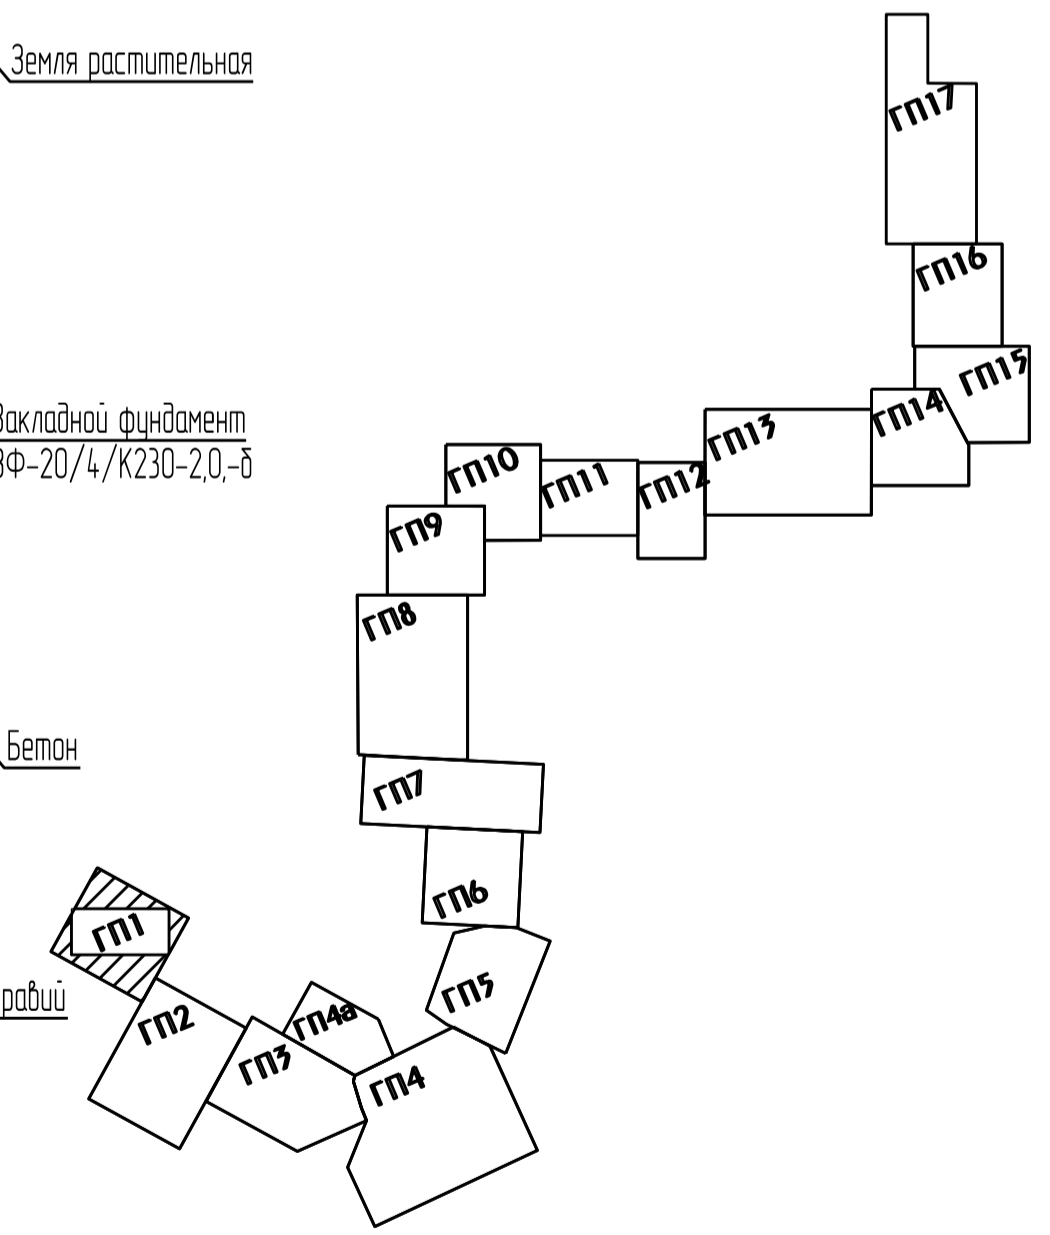 Земля растительная
ГП17
ГП16
ГП15
Закладной фундамент
ЗФ-20/4/К230-2,0,-б
ГП14
ГП13
ГП10
ГП11
ГП12
ГП9
ГП8
Бетон
ГП7
ГП6
ГП1
равий
ГП5
ГП2
ГП4а
ГП3
ГП4